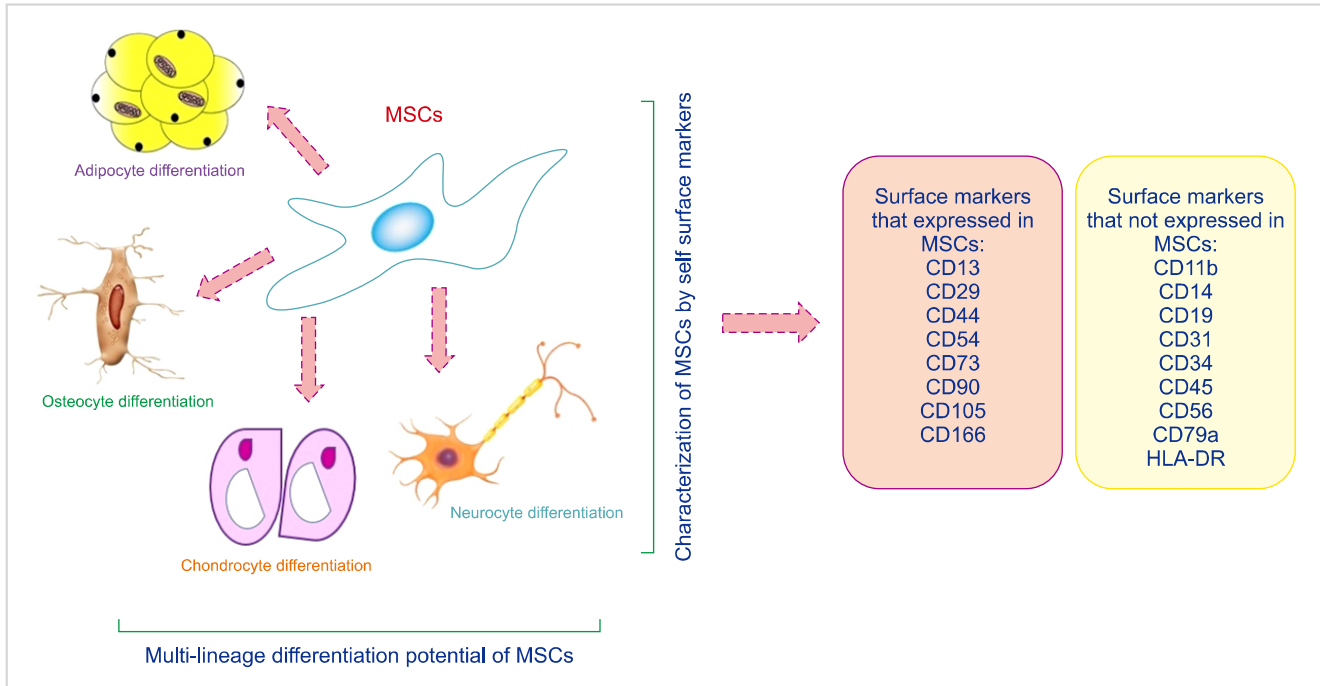 MSCs
Adipocyte differentiation
Osteocyte differentiation
Chondrocyte differentiation
Neurocyte differentiation
Multi-lineage differentiation potential of MSCs
Characterization of MSCs by self surface markers
Surface markers
that expressed in
MSCs:
CD13
CD29
CD44
CD54
CD73
CD90
CD105
CD166
Surface markers
that not expressed in
MSCs:
CD11b
CD14
CD19
CD31
CD34
CD45
CD56
CD79a
HLA-DR